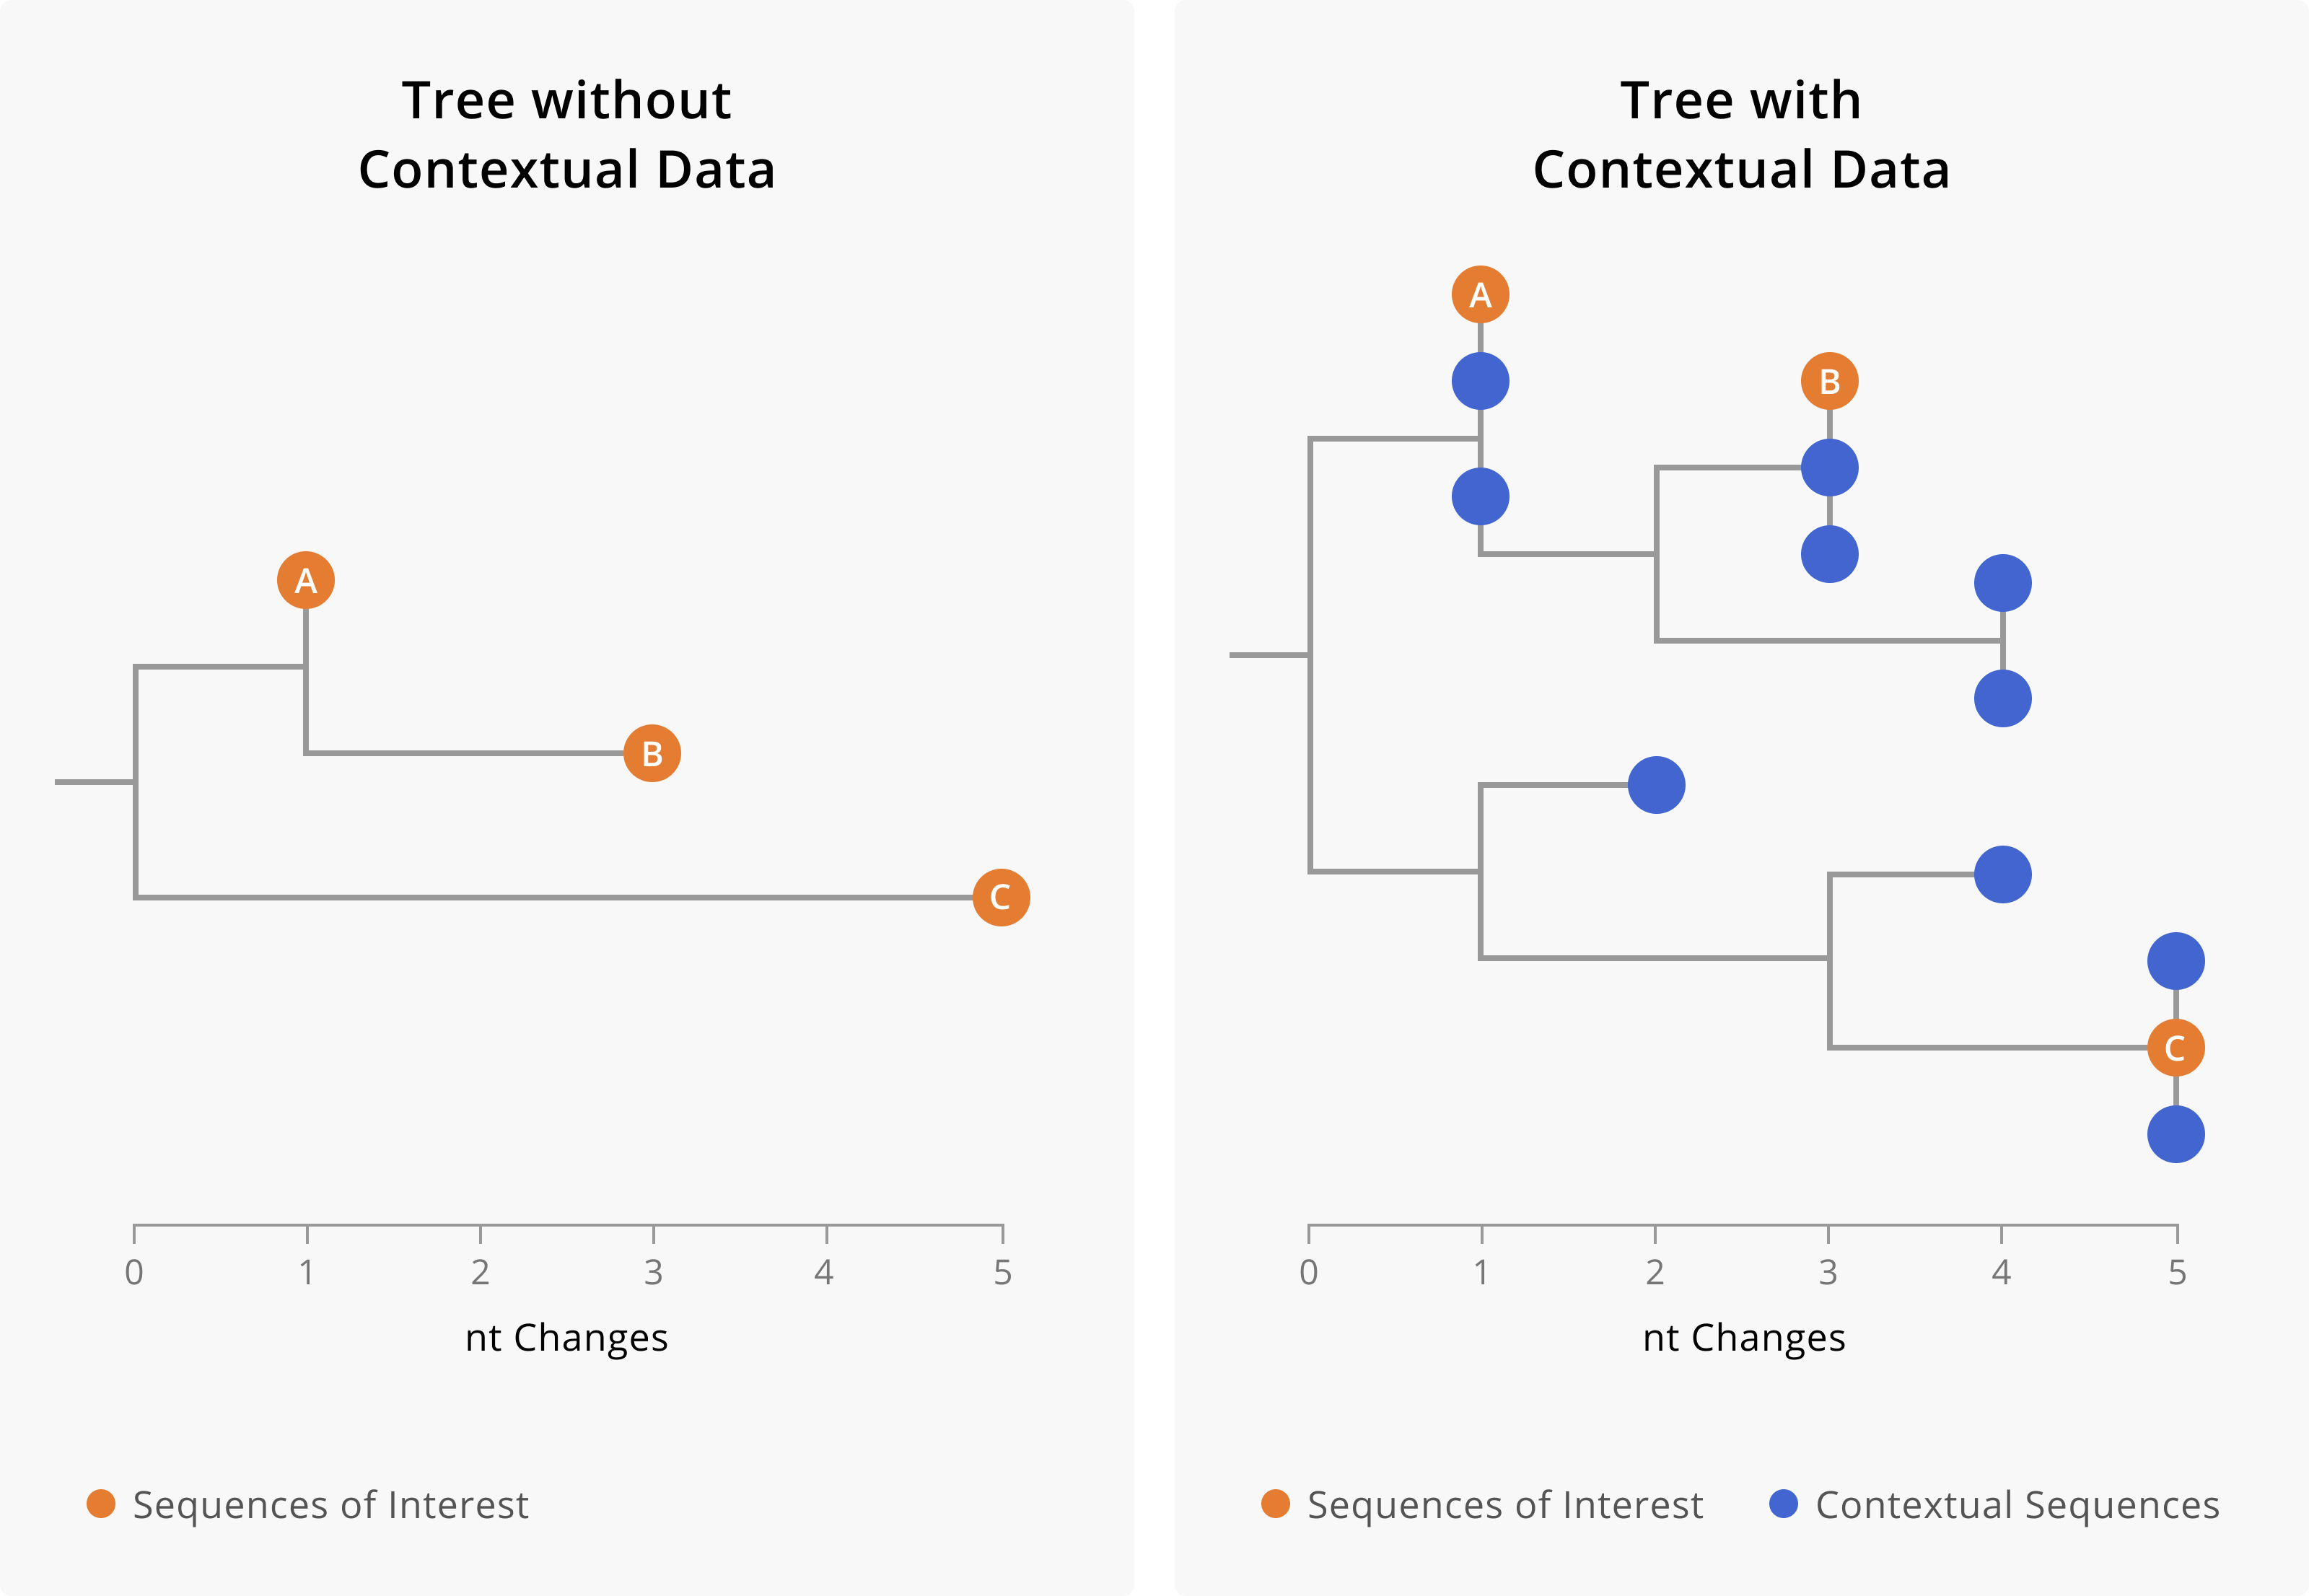 Tree without
Contextual Data
A
B
C
0 1 2 3 4 5
nt Changes
Sequences of Interest
Tree with
Contextual Data
A
B
C
0 1 2 3 4 5
nt Changes
Sequences of Interest
Contextual Sequences